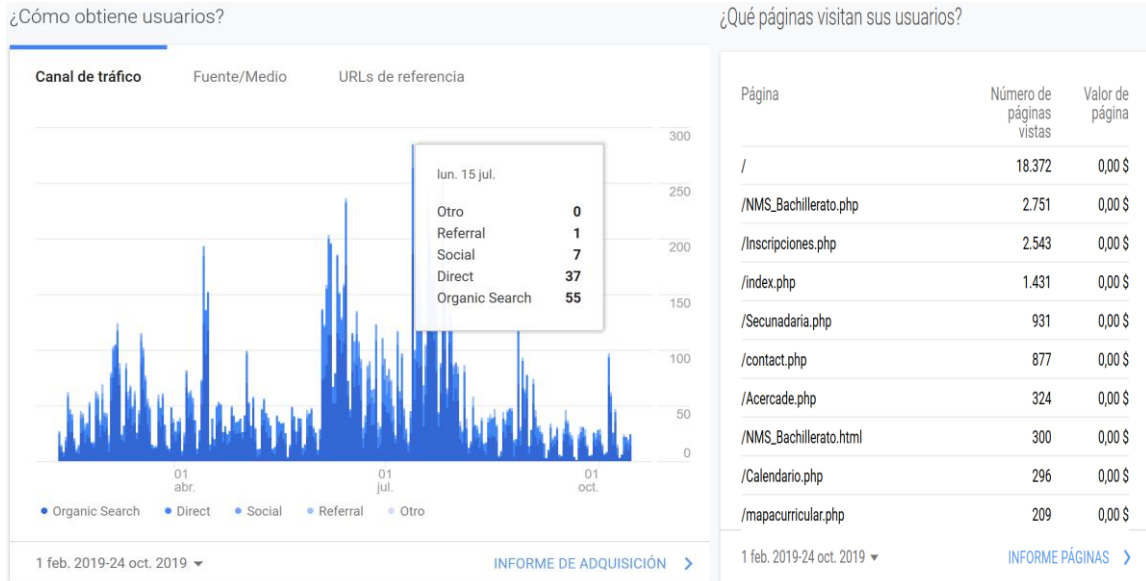 ¿Cómo obtiene usuarios?
Canal de tráfico Fuente/Medio URLs de referencia
300
250
200
150
100
50
0
lun. 15 jul.
Otro 0
Referral 1
Social 7
Direct 37
Organic Search 55
01 abr.
01 jul.
01 oct.
Organic Search Direct Social Referral Otro
1 feb. 2019-24 oct. 2019 INFORME DE ADQUISICIÓN
¿Qué páginas visitan sus usuarios?
Página Número de páginas vistas Valor de página
/ 18.372 0,00 $
/NMS_Bachillerato.php 2.751 0,00 $
/Inscripciones.php 2.543 0,00 $
/index.php 1.431 0,00 $
/Secunadaria.php 931 0,00 $
/contact.php 877 0,00 $
/Acercade.php 324 0,00 $
/NMS_Bachillerato.html 300 0,00 $
/Calendario.php 296 0,00 $
/mapacurricular.php 209 0,00 $
1 feb. 2019-24 oct. 2019 INFORME PÁGINAS